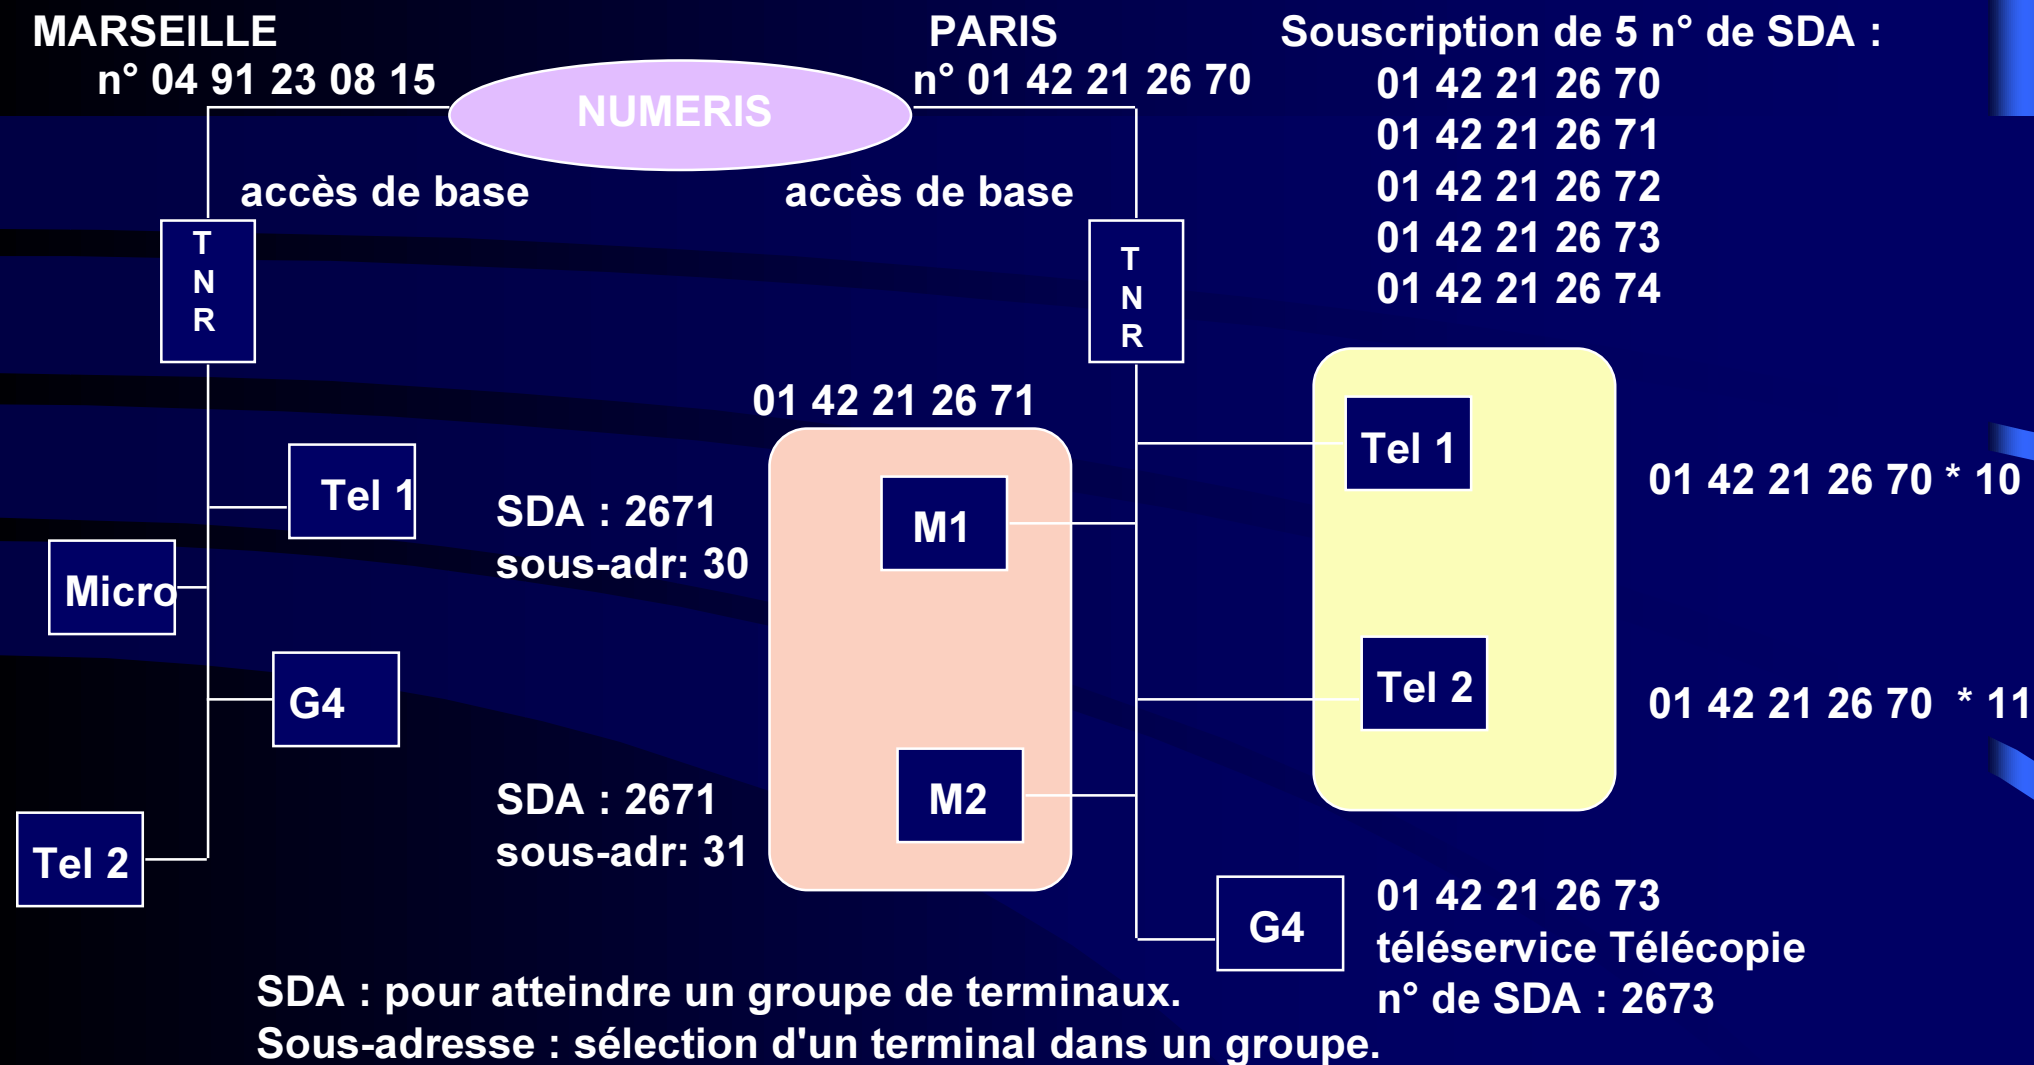 MARSEILLE
n° 04 91 23 08 15
PARIS
n° 01 42 21 26 70
Souscription de 5 n° de SDA :
01 42 21 26 70
01 42 21 26 71
01 42 21 26 72
01 42 21 26 73
01 42 21 26 74
NUMERIS
accès de base
accès de base
T
N
R
T
N
R
Tel 1
Micro
G4
Tel 2
01 42 21 26 71
SDA : 2671
sous-adr: 30
M1
SDA : 2671
sous-adr: 31
M2
Tel 1
01 42 21 26 70 * 10
Tel 2
01 42 21 26 70 * 11
G4
01 42 21 26 73
téléservice Télécopie
n° de SDA : 2673
SDA : pour atteindre un groupe de terminaux.
Sous-adresse : sélection d'un terminal dans un groupe.